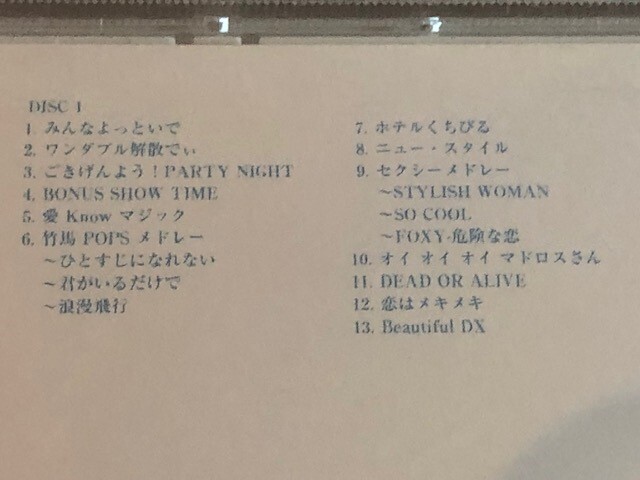 DISC 1
1. みんなよっといで
2. ワンダブル解散でぃ
3. ごきげんよう！PARTY NIGHT
4. BONUS SHOW TIME
5. 愛 Know マジック
6. 竹馬 POPS メドレー
～ひとすじになれない
～君がいるだけで
～浪漫飛行
7. ホテルくちびる
8. ニュー・スタイル
9. セクシーメドレー
～STYLISH WOMAN
～SO COOL
～FOXY-危険な恋
10. オイ オイ オイ マドロスさん
11. DEAD OR ALIVE
12. 恋はメキメキ
13. Beautiful DX